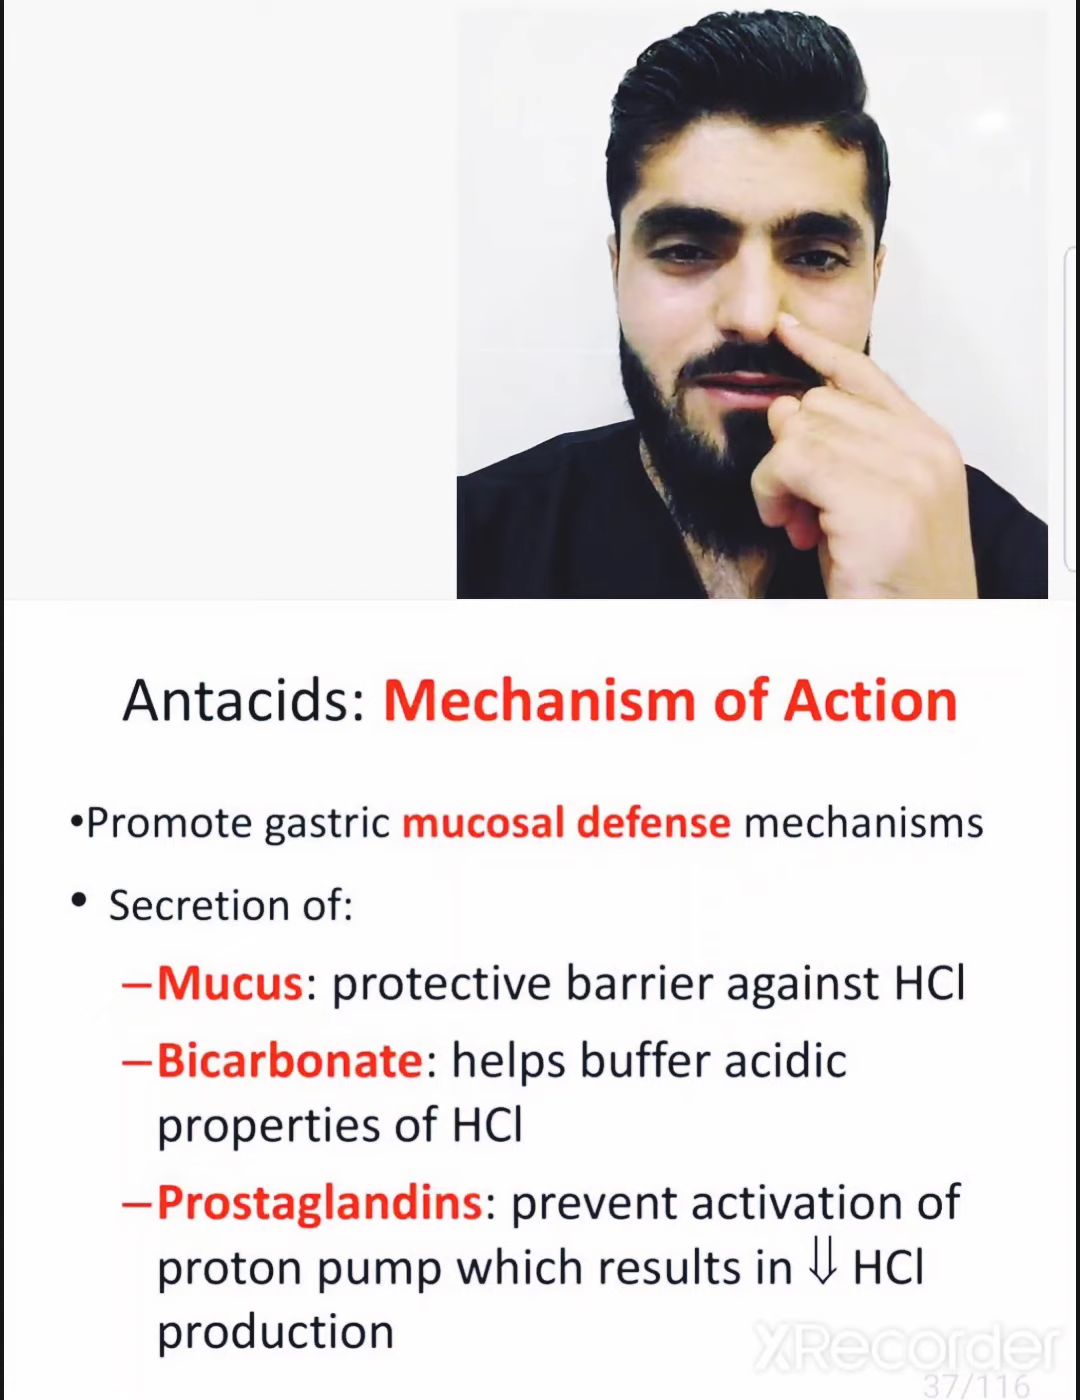 Antacids: Mechanism of Action
•Promote gastric mucosal defense mechanisms
• Secretion of:
–Mucus: protective barrier against HCl
–Bicarbonate: helps buffer acidic
properties of HCl
–Prostaglandins: prevent activation of
proton pump which results in ⇓ HCl
production
XRecorder
37/116